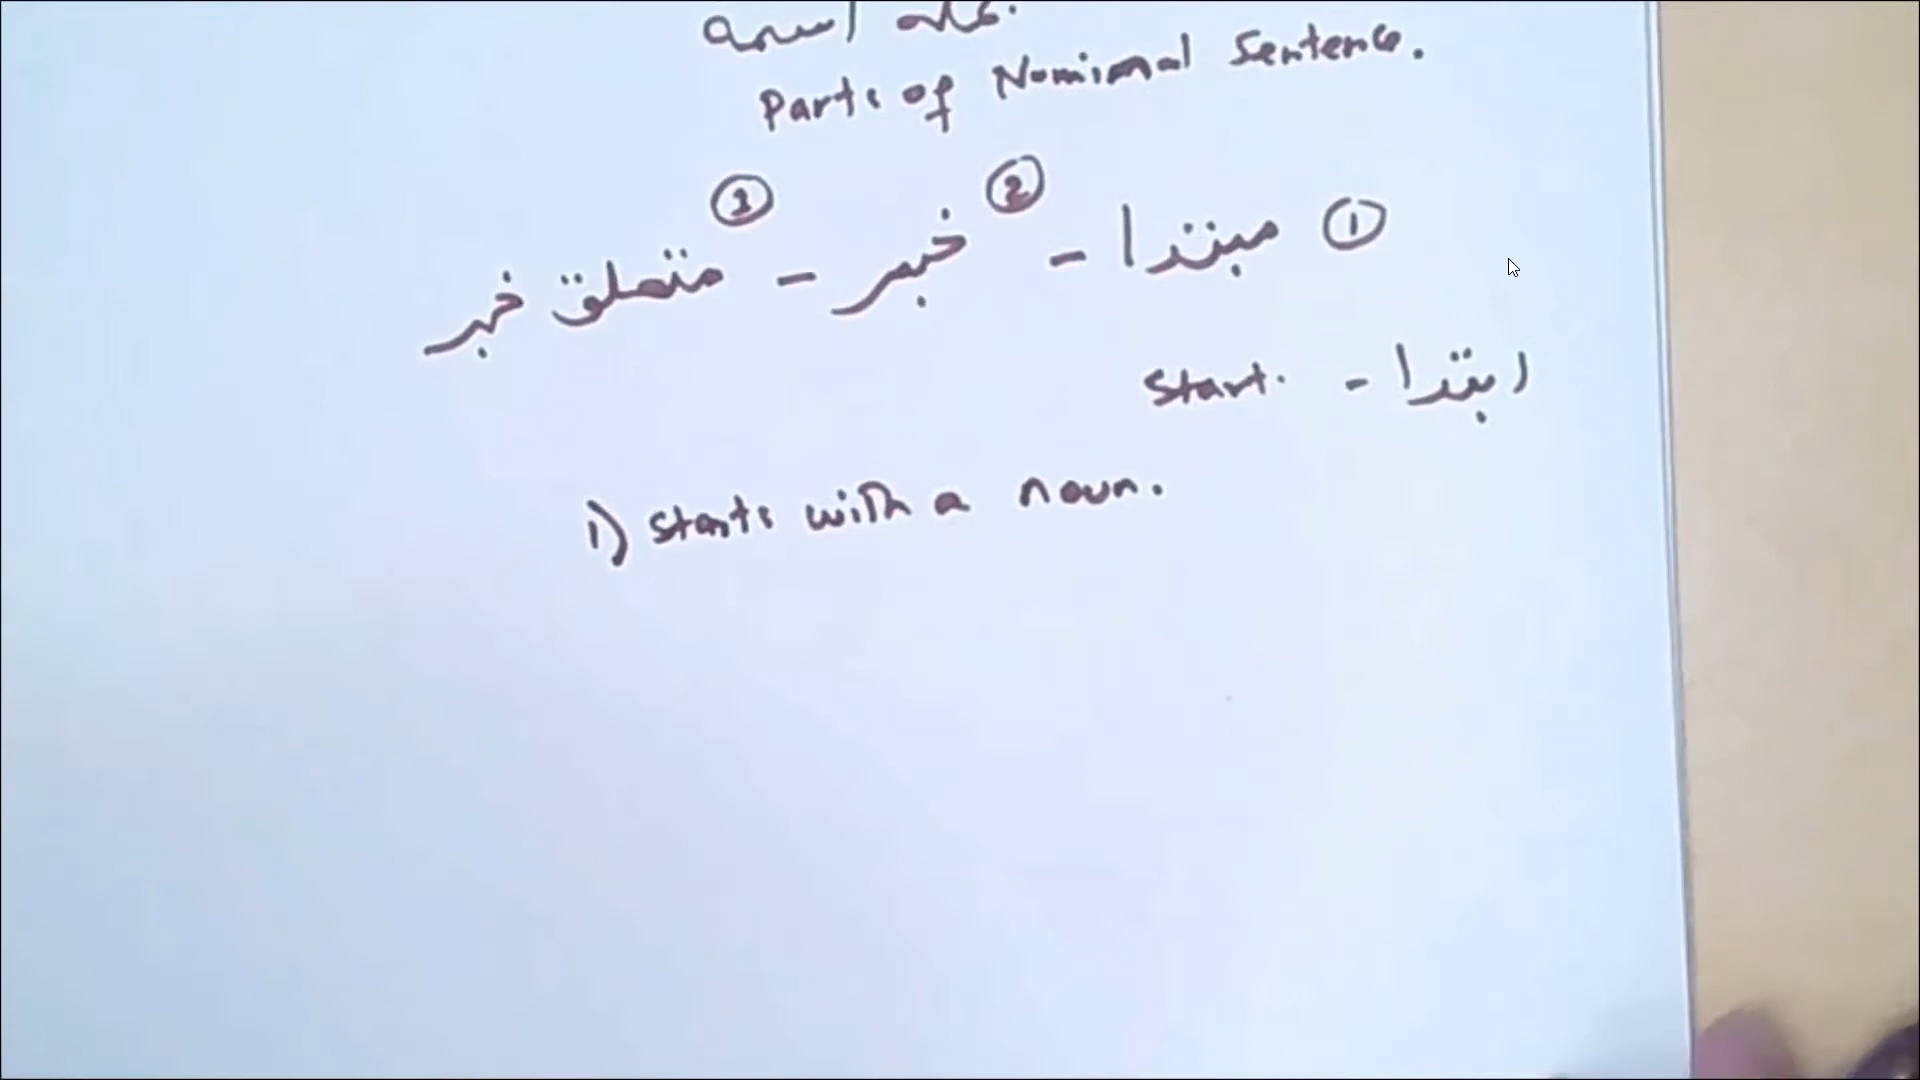 جملہ اسمیہ.
Parts of Nominal Sentence.
① مبتدا - ② خبر - ③ متعلق خبر
ابتدا - Start.
1) Starts with a noun.